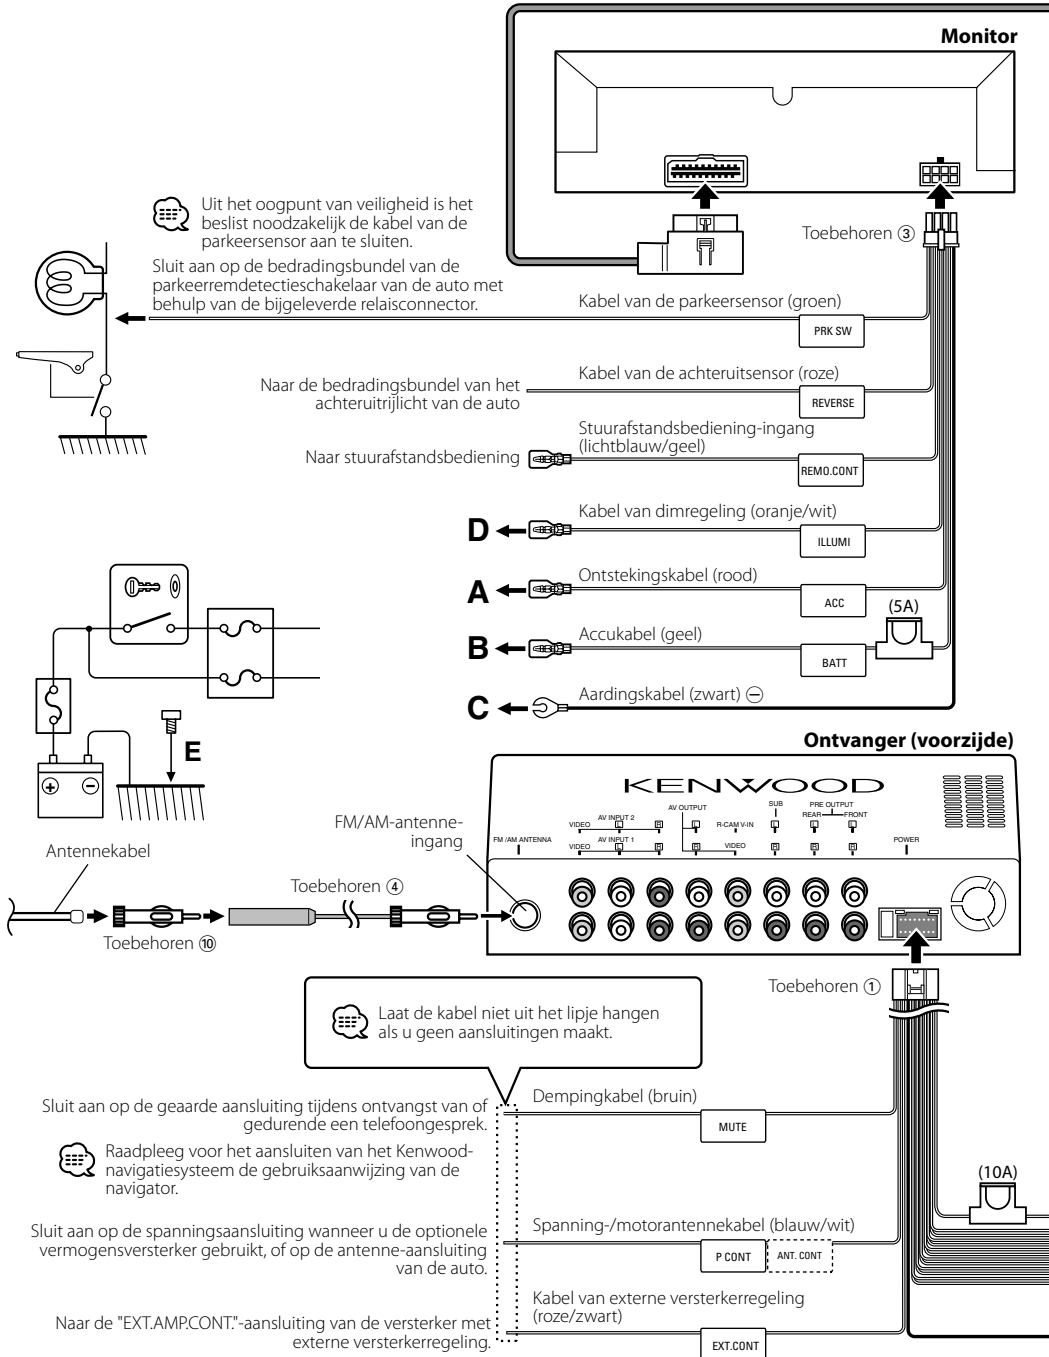 Monitor
Uit het oogpunt van veiligheid is het
beslist noodzakelijk de kabel van de
parkeersensor aan te sluiten.
Toebehoren ③
Sluit aan op de bedradingsbundel van de
parkeerremdetectieschakelaar van de auto met
behulp van de bijgeleverde relaisconnector.
Kabel van de parkeersensor (groen)
PRK SW
Naar de bedradingsbundel van het
achteruitrijlicht van de auto
Kabel van de achteruitsensor (roze)
REVERSE
Stuurafstandsbediening-ingang
(lichtblauw/geel)
Naar stuurafstandsbediening
REMO.CONT
Kabel van dimregeling (oranje/wit)
D
ILLUMI
Ontstekingskabel (rood)
A
ACC
(5A)
Accukabel (geel)
B
BATT
Aardingskabel (zwart) ⊖
C
E
+ −
Ontvanger (voorzijde)
KENWOOD
AV OUTPUT
SUB
PRE OUTPUT
REAR FRONT
AV INPUT 2
VIDEO L R L R-CAM V-IN L L L
FM /AM ANTENNA
AV INPUT 1
VIDEO L R R VIDEO R R R
POWER
FM/AM-antenne-
ingang
Antennekabel
Toebehoren ④
Toebehoren ⑩
Toebehoren ①
Laat de kabel niet uit het lipje hangen
als u geen aansluitingen maakt.
Sluit aan op de geaarde aansluiting tijdens ontvangst van of
gedurende een telefoongesprek.
Dempingkabel (bruin)
MUTE
Raadpleeg voor het aansluiten van het Kenwood-
navigatiesysteem de gebruiksaanwijzing van de
navigator.
(10A)
Sluit aan op de spanningsaansluiting wanneer u de optionele
vermogensversterker gebruikt, of op de antenne-aansluiting
van de auto.
Spanning-/motorantennekabel (blauw/wit)
P CONT
ANT. CONT
Kabel van externe versterkerregeling
(roze/zwart)
Naar de "EXT.AMP.CONT."-aansluiting van de versterker met
externe versterkerregeling.
EXT.CONT